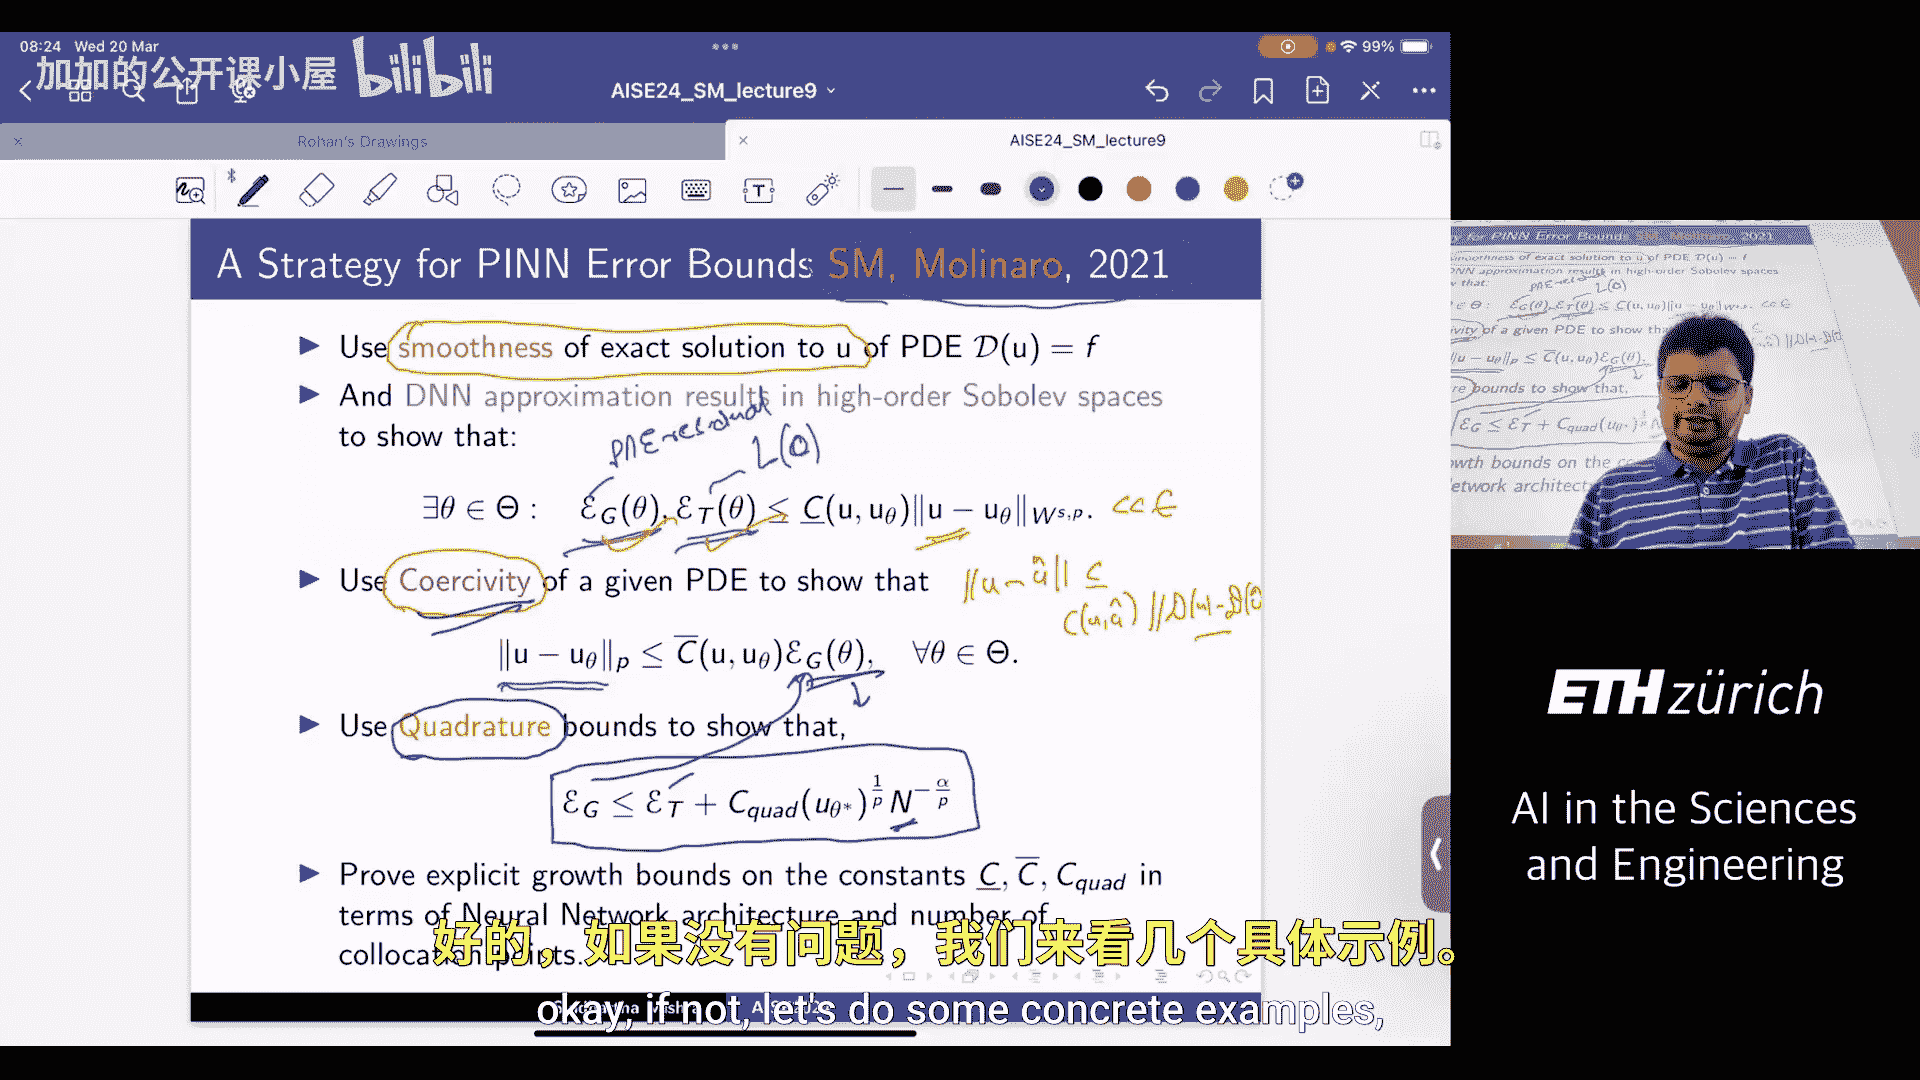 08:24 Wed 20 Mar
99%
加加的公开课小屋 bilibili
AISE24_SM_lecture9
Rohan's Drawings
AISE24_SM_lecture9
A Strategy for PINN Error Bounds SM, Molinaro, 2021
Use smoothness of exact solution to u of PDE 𝒟(u) = f
And DNN approximation results in high-order Sobolev spaces
to show that:
PDE residual
L(θ)
∃θ ∈ Θ : ℰ_G(θ), ℰ_T(θ) ≤ C(u, u_θ)‖u − u_θ‖_{W^{s,p}}. << ∈
Use Coercivity of a given PDE to show that
‖u − û‖ ≤
C(u,û) ‖𝒟(u) − 𝒟(û
‖u − u_θ‖_p ≤ C̅(u, u_θ)ℰ_G(θ), ∀θ ∈ Θ.
Use Quadrature bounds to show that,
ℰ_G ≤ ℰ_T + C_{quad}(u_{θ*})^{1/p} N^{−α/p}
Prove explicit growth bounds on the constants C, C̅, C_{quad} in
terms of Neural Network architecture and number of
collocation points.
好的，如果没有问题，我们来看几个具体示例。
okay, if not, let's do some concrete examples,
ETH zürich
AI in the Sciences
and Engineering